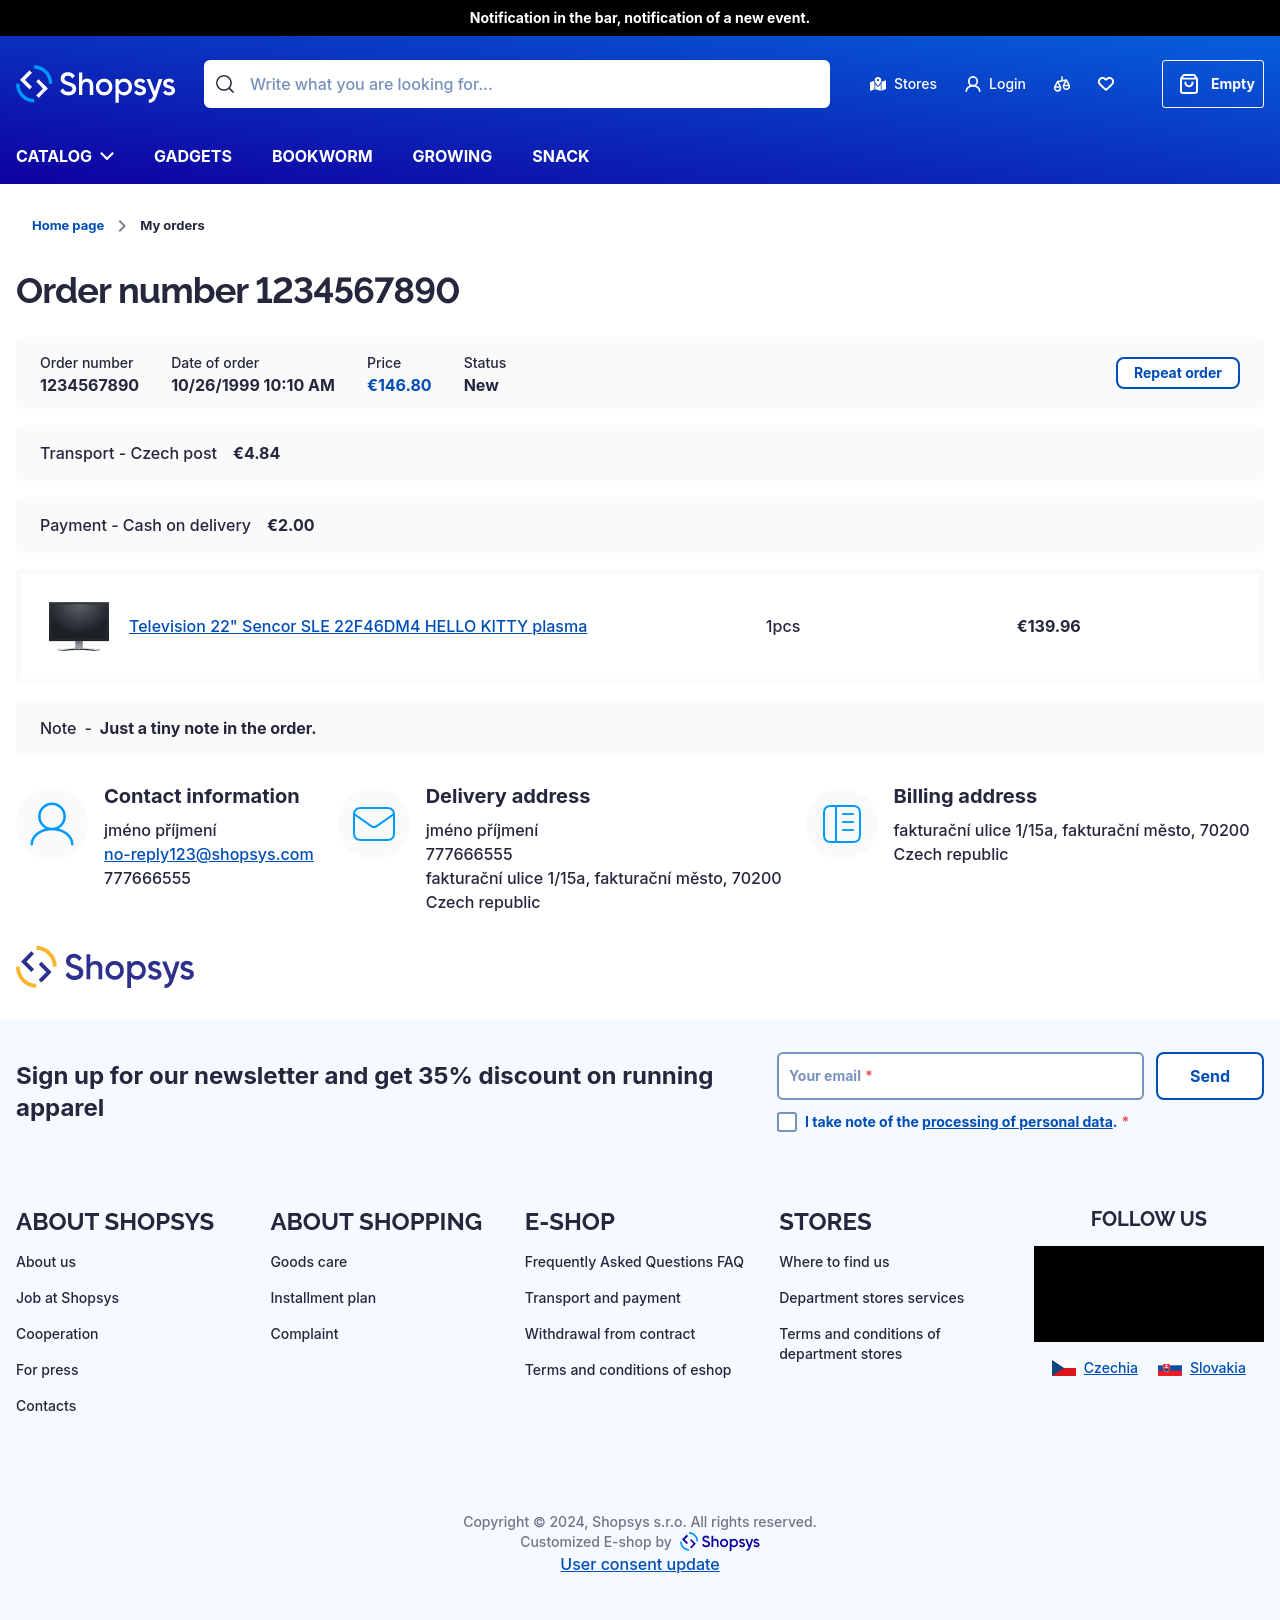 Notification in the bar, notification of a new event.
Shopsys
Write what you are looking for...
Stores
Login
Empty
CATALOG
GADGETS
BOOKWORM
GROWING
SNACK
Home page
My orders
Order number 1234567890
Order number
Date of order
Price
Status
1234567890
10/26/1999 10:10 AM
€146.80
New
Repeat order
Transport - Czech post €4.84
Payment - Cash on delivery €2.00
Television 22" Sencor SLE 22F46DM4 HELLO KITTY plasma
1pcs
€139.96
Note - Just a tiny note in the order.
Contact information
jméno příjmení
no-reply123@shopsys.com
777666555
Delivery address
jméno příjmení
777666555
fakturační ulice 1/15a, fakturační město, 70200
Czech republic
Billing address
fakturační ulice 1/15a, fakturační město, 70200
Czech republic
Shopsys
Sign up for our newsletter and get 35% discount on running
apparel
Your email *
Send
I take note of the processing of personal data. *
ABOUT SHOPSYS
About us
Job at Shopsys
Cooperation
For press
Contacts
ABOUT SHOPPING
Goods care
Installment plan
Complaint
E-SHOP
Frequently Asked Questions FAQ
Transport and payment
Withdrawal from contract
Terms and conditions of eshop
STORES
Where to find us
Department stores services
Terms and conditions of
department stores
FOLLOW US
Czechia
Slovakia
Copyright © 2024, Shopsys s.r.o. All rights reserved.
Customized E-shop by Shopsys
User consent update